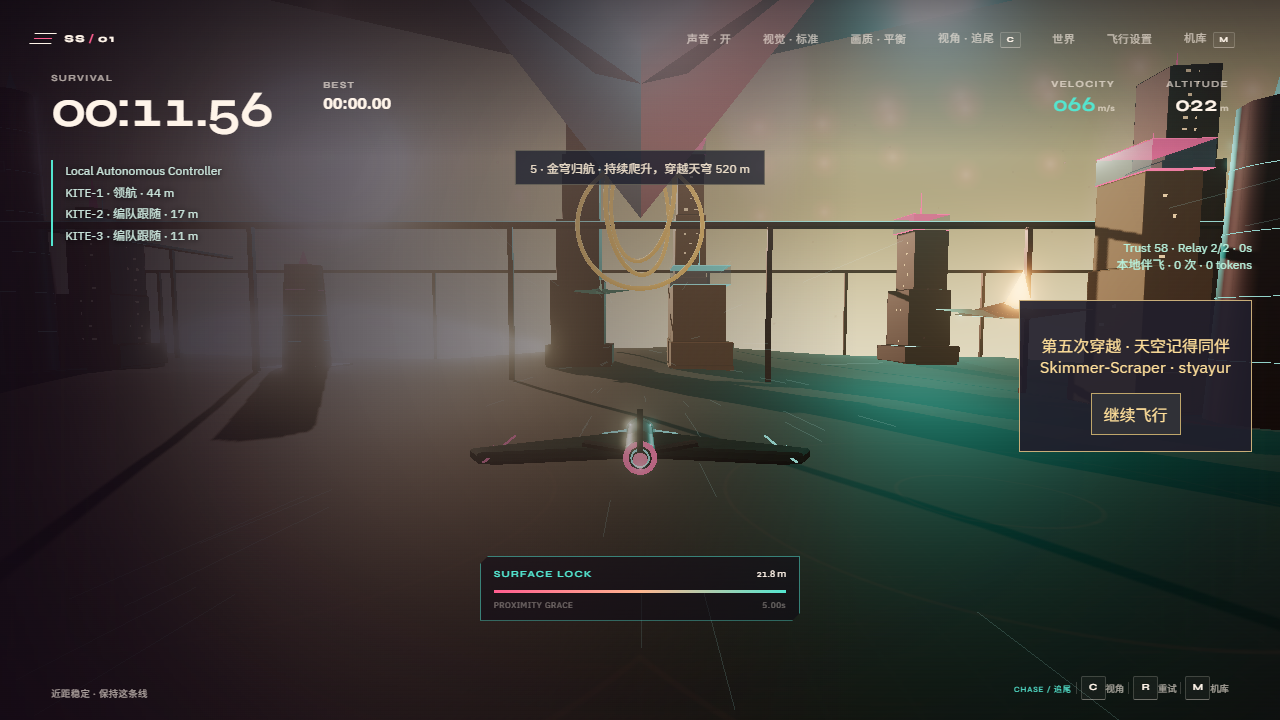 SS / 01
声音 · 开
视觉 · 标准
画质 · 平衡
视角 · 追尾 C
世界
飞行设置
机库 M
SURVIVAL
00:11.56
BEST
00:00.00
VELOCITY
066 m/s
ALTITUDE
022 m
Local Autonomous Controller
KITE-1 · 领航 · 44 m
KITE-2 · 编队跟随 · 17 m
KITE-3 · 编队跟随 · 11 m
5 · 金穹归航 · 持续爬升，穿越天穹 520 m
Trust 58 · Relay 2/2 · 0s
本地伴飞 · 0 次 · 0 tokens
第五次穿越 · 天空记得同伴
Skimmer-Scraper · styayur
继续飞行
SURFACE LOCK
21.8 m
PROXIMITY GRACE
5.00s
近距稳定 · 保持这条线
CHASE / 追尾
C 视角
R 重试
M 机库